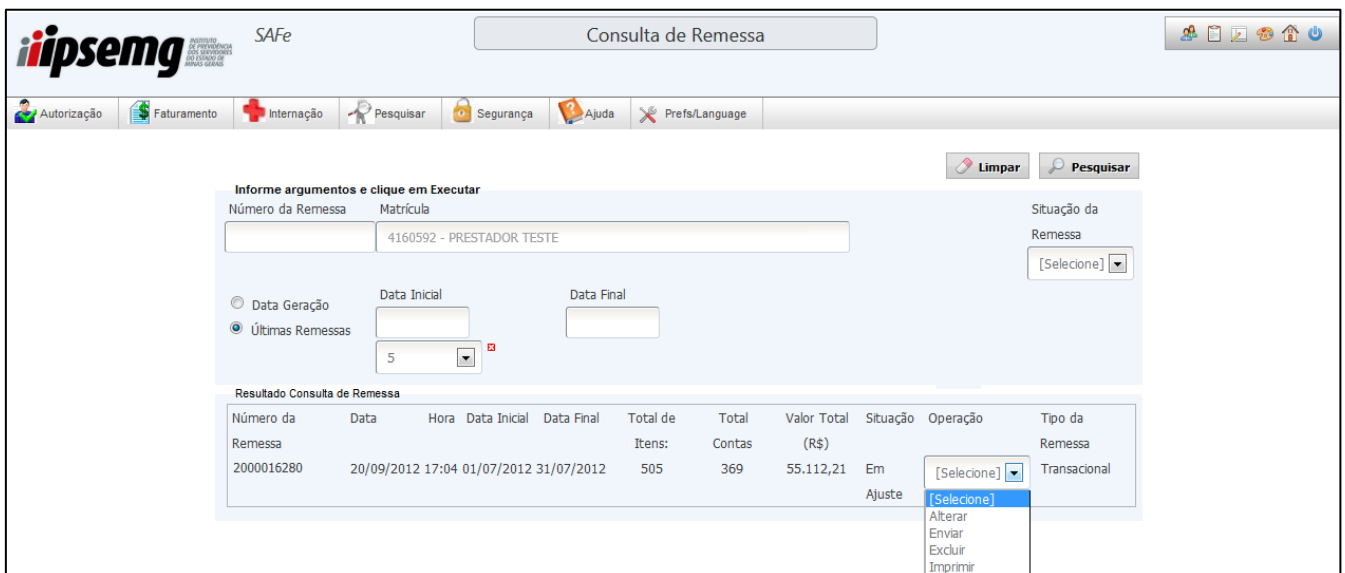 ipsemg
INSTITUTO
DE PREVIDÊNCIA
DOS SERVIDORES
DO ESTADO DE
MINAS GERAIS
SAFe
Consulta de Remessa
Autorização Faturamento Internação Pesquisar Segurança Ajuda Prefs/Language
Limpar Pesquisar
Informe argumentos e clique em Executar
Número da Remessa Matrícula Situação da
Remessa
4160592 - PRESTADOR TESTE
[Selecione]
Data Inicial Data Final
Data Geração
Últimas Remessas
5
Resultado Consulta de Remessa
Número da Data Hora Data Inicial Data Final Total de Total Valor Total Situação Operação Tipo da
Remessa Itens: Contas (R$) Remessa
2000016280 20/09/2012 17:04 01/07/2012 31/07/2012 505 369 55.112,21 Em [Selecione] Transacional
Ajuste
[Selecione]
Alterar
Enviar
Excluir
Imprimir